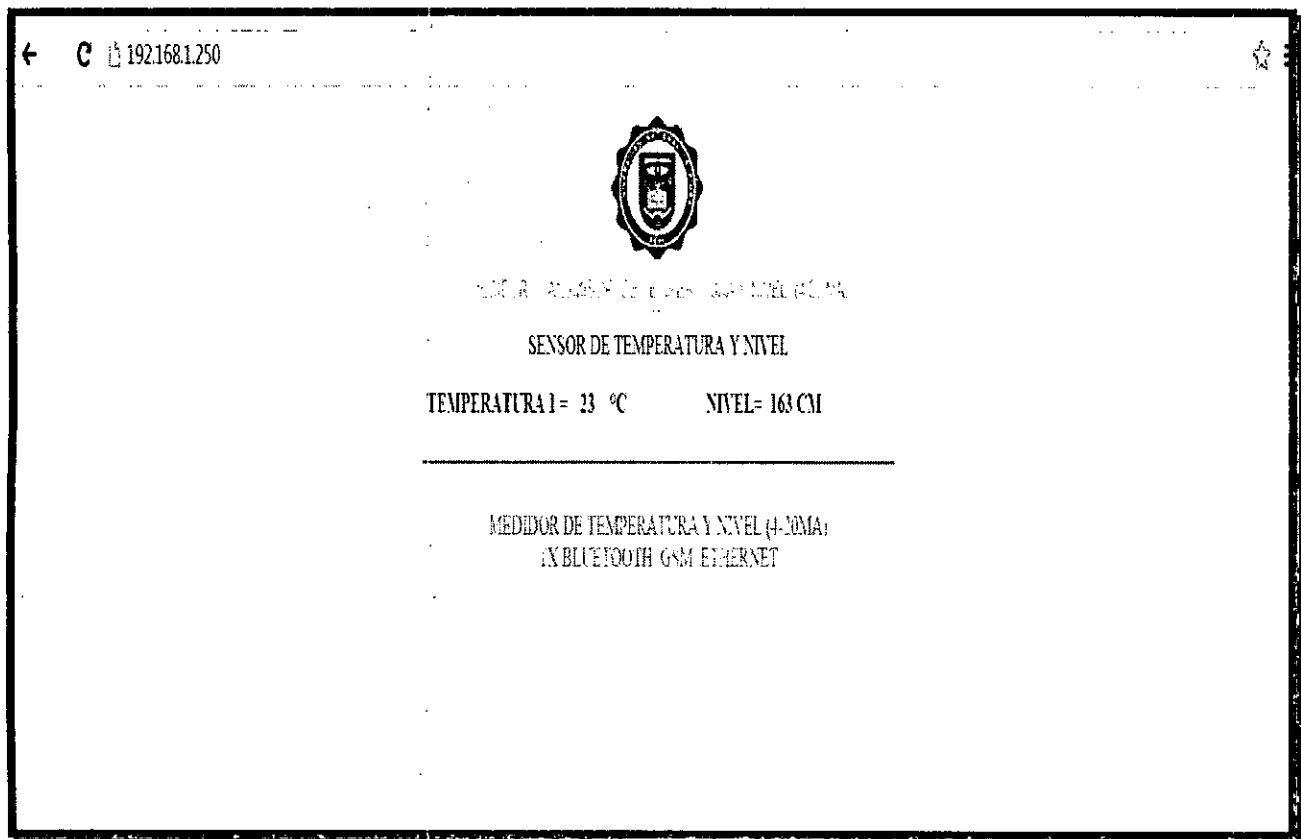 192.168.1.250
NIVEL
SENSOR DE TEMPERATURA Y NIVEL
TEMPERATURA 1 = 23 °C NIVEL= 163 CM
MEDIDOR DE TEMPERATURA Y NIVEL (4-20MA)
BLUETOOTH GSM ETHERNET